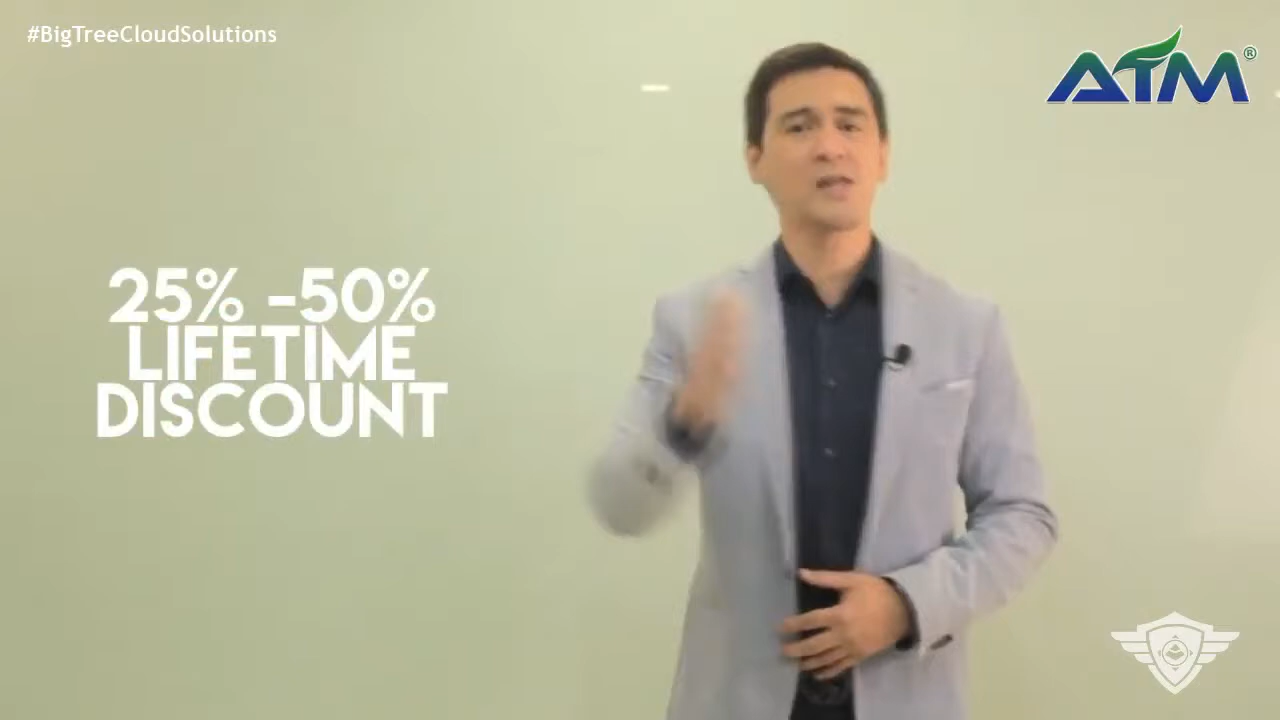 #BigTreeCloudSolutions
ATM®
25% -50%
LIFETIME
DISCOUNT